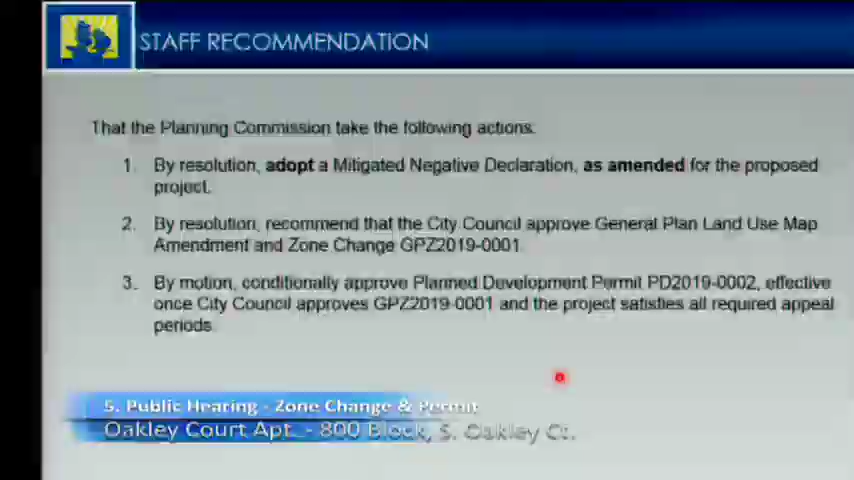 STAFF RECOMMENDATION
That the Planning Commission take the following actions:
1. By resolution, adopt a Mitigated Negative Declaration, as amended for the proposed
project.
2. By resolution, recommend that the City Council approve General Plan Land Use Map
Amendment and Zone Change GPZ2019-0001.
3. By motion, conditionally approve Planned Development Permit PD2019-0002, effective
once City Council approves GPZ2019-0001 and the project satisfies all required appeal
periods.
5. Public Hearing - Zone Change & Permit
Oakley Court Apt. - 800 Block, S. Oakley Ct.